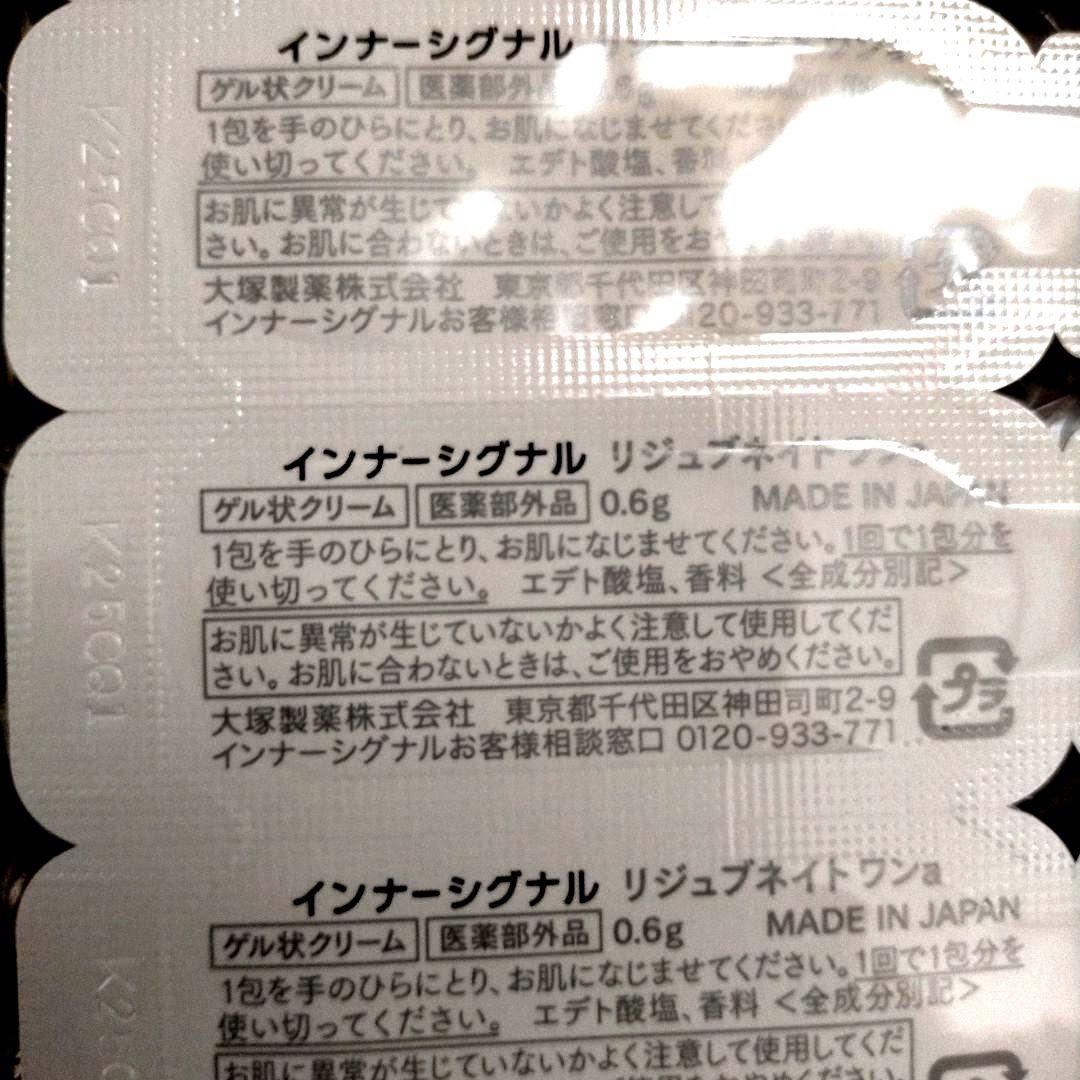 インナーシグナル
ゲル状クリーム 医薬部外
1包を手のひらにとり、お肌になじませてくださ
使い切ってください。 エデト酸塩、香料
お肌に異常が生じて いかよく注意して
さい。お肌に合わないときは、ご使用をおや
大塚製薬株式会社 東京都千代田区神田司町2-9
インナーシグナルお客様相 窓口 0120-933-771
K25C01
インナーシグナル リジュブネイトワンa
ゲル状クリーム 医薬部外品 0.6g MADE IN JAPAN
1包を手のひらにとり、お肌になじませてください。1回で1包分を
使い切ってください。 エデト酸塩、香料 <全成分別記>
お肌に異常が生じていないかよく注意して使用してくだ
さい。お肌に合わないときは、ご使用をおやめください。
大塚製薬株式会社 東京都千代田区神田司町2-9
インナーシグナルお客様相談窓口 0120-933-771
プラ
K25C01
インナーシグナル リジュブネイトワンa
ゲル状クリーム 医薬部外品 0.6g MADE IN JAPAN
1包を手のひらにとり、お肌になじませてください。1回で1包分を
使い切ってください。 エデト酸塩、香料 <全成分別記>
お肌に異常が生じていないかよく注意して使用してくだ